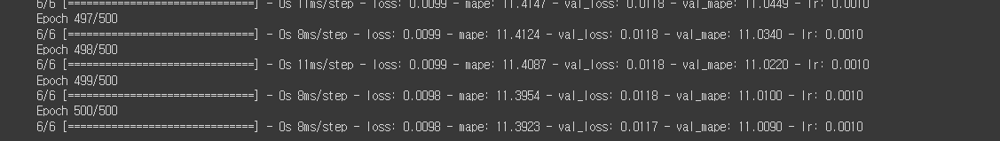 6/6 [==============================] - 0s 11ms/step - loss: 0.0099 - mape: 11.4147 - val_loss: 0.0118 - val_mape: 11.0449 - lr: 0.0010
Epoch 497/500
6/6 [==============================] - 0s 8ms/step - loss: 0.0099 - mape: 11.4124 - val_loss: 0.0118 - val_mape: 11.0340 - lr: 0.0010
Epoch 498/500
6/6 [==============================] - 0s 11ms/step - loss: 0.0099 - mape: 11.4087 - val_loss: 0.0118 - val_mape: 11.0220 - lr: 0.0010
Epoch 499/500
6/6 [==============================] - 0s 8ms/step - loss: 0.0098 - mape: 11.3954 - val_loss: 0.0118 - val_mape: 11.0100 - lr: 0.0010
Epoch 500/500
6/6 [==============================] - 0s 8ms/step - loss: 0.0098 - mape: 11.3923 - val_loss: 0.0117 - val_mape: 11.0090 - lr: 0.0010